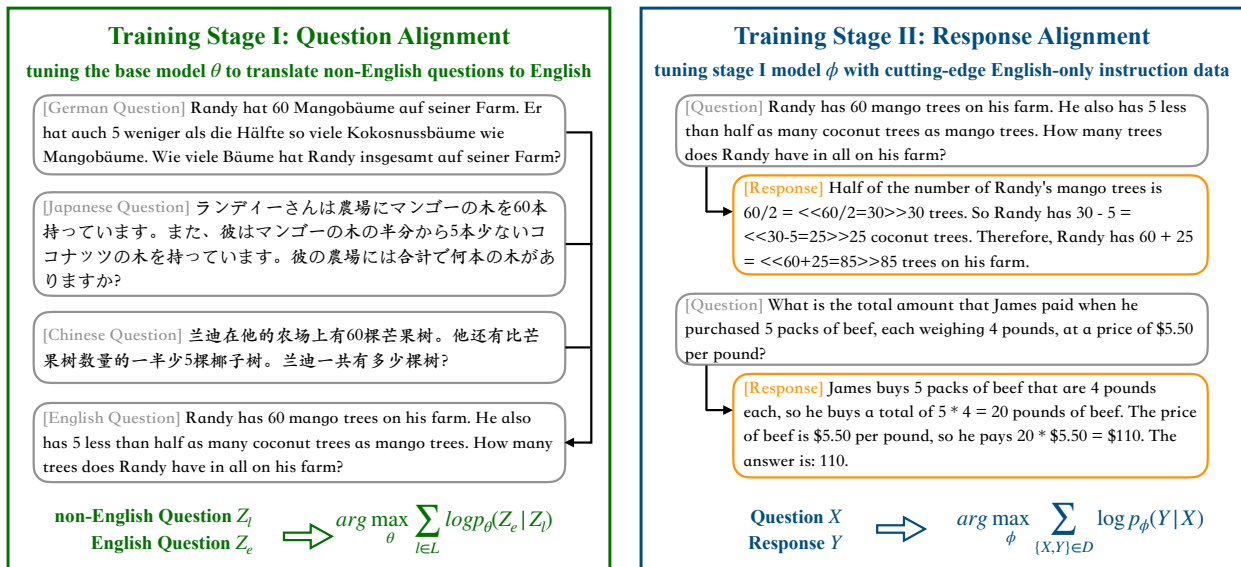 Training Stage I: Question Alignment
tuning the base model θ to translate non-English questions to English
[German Question] Randy hat 60 Mangobäume auf seiner Farm. Er
hat auch 5 weniger als die Hälfte so viele Kokosnussbäume wie
Mangobäume. Wie viele Bäume hat Randy insgesamt auf seiner Farm?
[Japanese Question] ランディーさんは農場にマンゴーの木を60本
持っています。また、彼はマンゴーの木の半分から5本少ないココ
ナッツの木を持っています。彼の農場には合計で何本の木があ
りますか?
[Chinese Question] 兰迪在他的农场上有60棵芒果树。他还有比芒
果树数量的一半少5棵椰子树。兰迪一共有多少棵树?
[English Question] Randy has 60 mango trees on his farm. He also
has 5 less than half as many coconut trees as mango trees. How many
trees does Randy have in all on his farm?
non-English Question Z_l
English Question Z_e
arg max_θ ∑_{l∈L} logp_θ(Z_e|Z_l)
Training Stage II: Response Alignment
tuning stage I model ϕ with cutting-edge English-only instruction data
[Question] Randy has 60 mango trees on his farm. He also has 5 less
than half as many coconut trees as mango trees. How many trees
does Randy have in all on his farm?
[Response] Half of the number of Randy's mango trees is
60/2 = <<60/2=30>>30 trees. So Randy has 30 - 5 =
<<30-5=25>>25 coconut trees. Therefore, Randy has 60 + 25
= <<60+25=85>>85 trees on his farm.
[Question] What is the total amount that James paid when he
purchased 5 packs of beef, each weighing 4 pounds, at a price of $5.50
per pound?
[Response] James buys 5 packs of beef that are 4 pounds
each, so he buys a total of 5 * 4 = 20 pounds of beef. The price
of beef is $5.50 per pound, so he pays 20 * $5.50 = $110. The
answer is: 110.
Question X
Response Y
arg max_ϕ ∑_{{X,Y}∈D} log p_ϕ(Y|X)